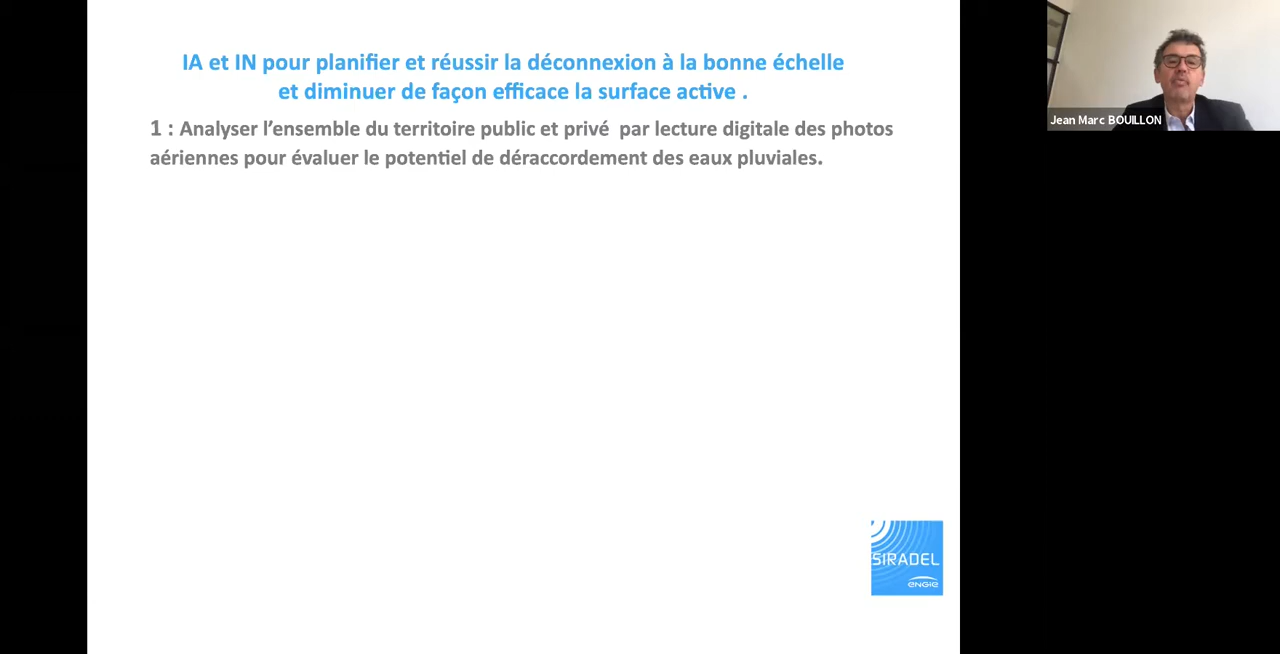 IA et IN pour planifier et réussir la déconnexion à la bonne échelle
et diminuer de façon efficace la surface active .
1 : Analyser l’ensemble du territoire public et privé par lecture digitale des photos
aériennes pour évaluer le potentiel de déraccordement des eaux pluviales.
Jean Marc BOUILLON
SIRADEL
ENGIE